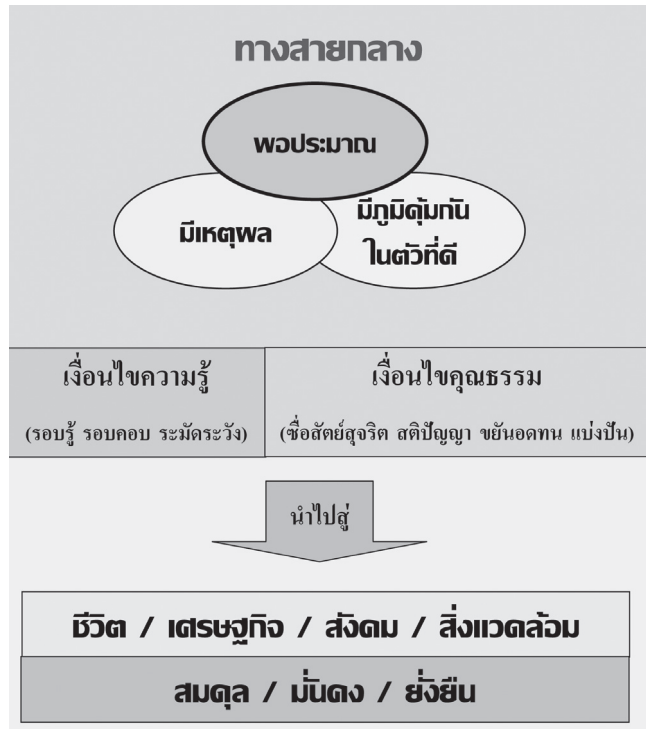 ทางสายกลาง
พอประมาณ
มีเหตุผล
มีภูมิคุ้มกัน
ในตัวที่ดี
เงื่อนไขความรู้
(รอบรู้ รอบคอบ ระมัดระวัง)
เงื่อนไขคุณธรรม
(ซื่อสัตย์สุจริต สติปัญญา ขยันอดทน แบ่งปัน)
นำไปสู่
ชีวิต / เศรษฐกิจ / สังคม / สิ่งแวดล้อม
สมดุล / มั่นคง / ยั่งยืน